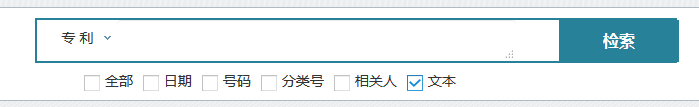 专利 检索
全部 日期 号码 分类号 相关人 文本